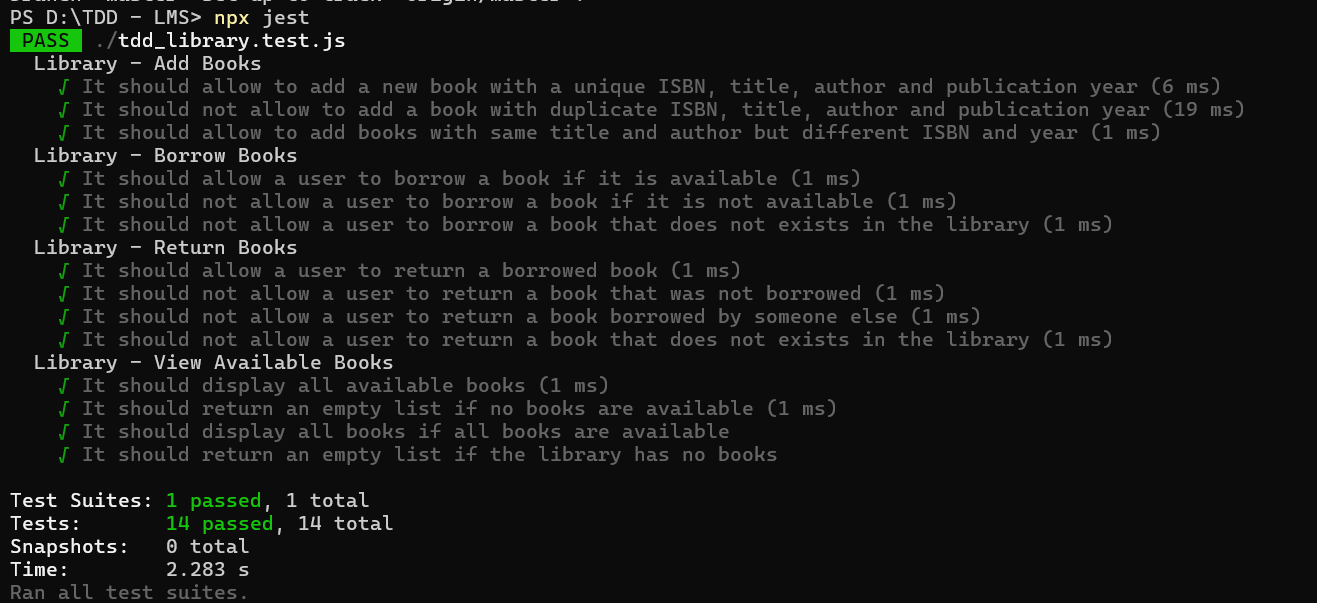 PS D:\TDD - LMS> npx jest
PASS ./tdd_library.test.js
Library - Add Books
√ It should allow to add a new book with a unique ISBN, title, author and publication year (6 ms)
√ It should not allow to add a book with duplicate ISBN, title, author and publication year (19 ms)
√ It should allow to add books with same title and author but different ISBN and year (1 ms)
Library - Borrow Books
√ It should allow a user to borrow a book if it is available (1 ms)
√ It should not allow a user to borrow a book if it is not available (1 ms)
√ It should not allow a user to borrow a book that does not exists in the library (1 ms)
Library - Return Books
√ It should allow a user to return a borrowed book (1 ms)
√ It should not allow a user to return a book that was not borrowed (1 ms)
√ It should not allow a user to return a book borrowed by someone else (1 ms)
√ It should not allow a user to return a book that does not exists in the library (1 ms)
Library - View Available Books
√ It should display all available books (1 ms)
√ It should return an empty list if no books are available (1 ms)
√ It should display all books if all books are available
√ It should return an empty list if the library has no books
Test Suites: 1 passed, 1 total
Tests: 14 passed, 14 total
Snapshots: 0 total
Time: 2.283 s
Ran all test suites.